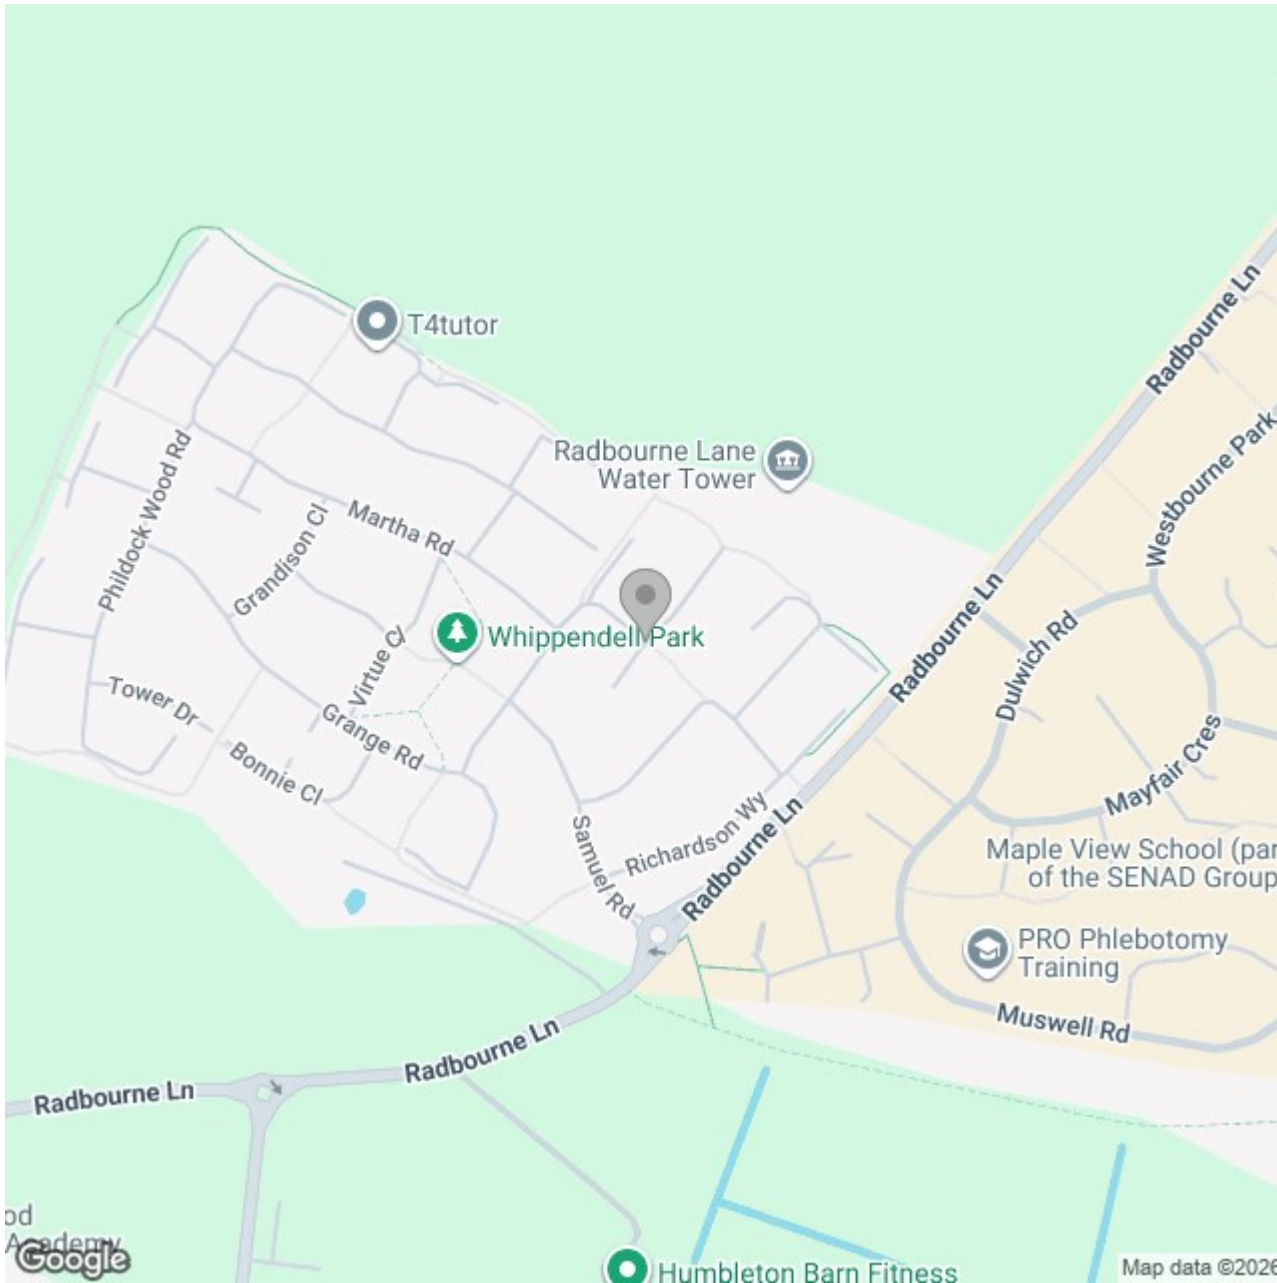 Radbourne Ln
T4tutor
Westbourne Park
Radbourne Lane
Water Tower
Phildock Wood Rd
Martha Rd
Grandison Cl
Radbourne Ln
Dulwich Rd
Whippendell Park
Virtue Cl
Tower Dr
Grange Rd
Mayfair Cres
Bonnie Cl
Richardson Wy
Radbourne Ln
Samuel Rd
Maple View School (par
of the SENAD Group
PRO Phlebotomy
Training
Muswell Rd
Radbourne Ln
Radbourne Ln
od
Academy
Google
Humbleton Barn Fitness
Map data ©2026